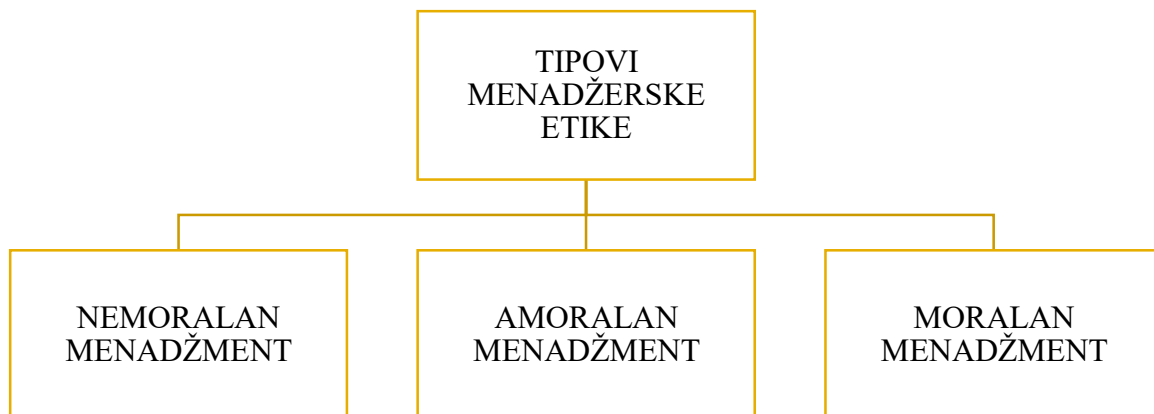 TIPOVI
MENADŽERSKE
ETIKE
NEMORALAN
MENADŽMENT
AMORALAN
MENADŽMENT
MORALAN
MENADŽMENT